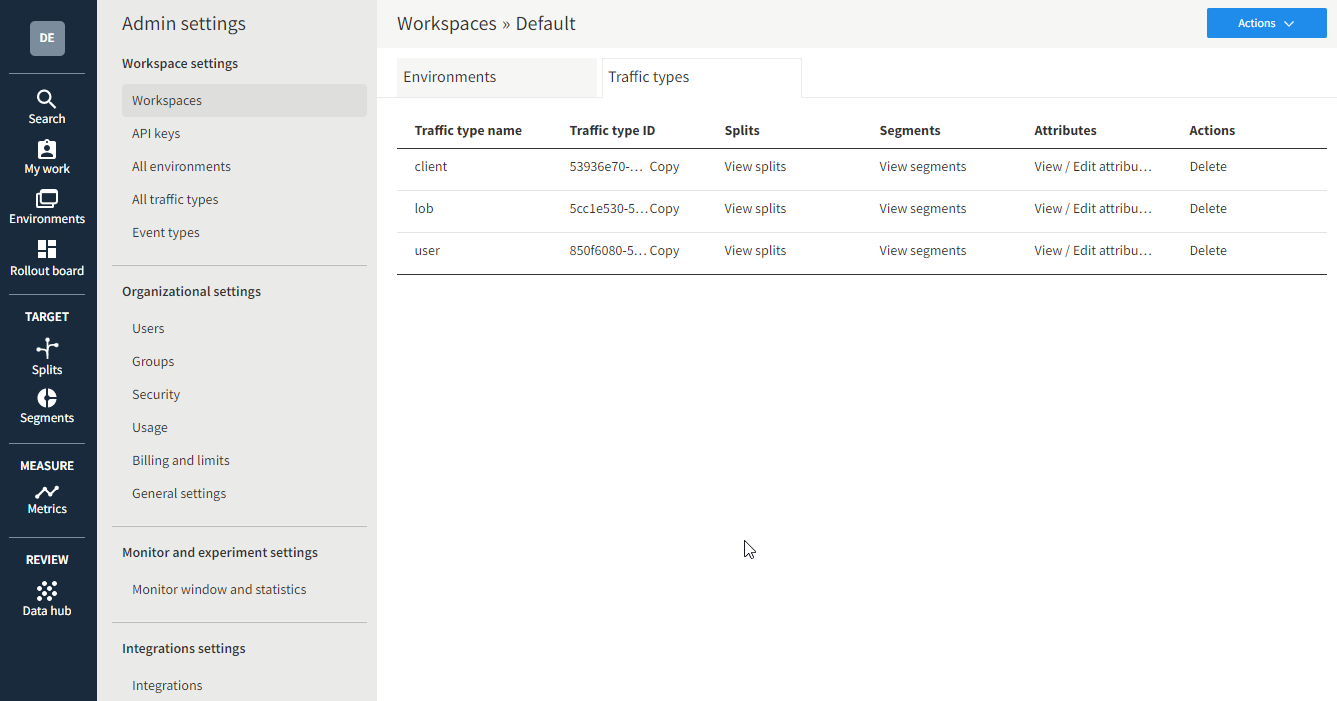 DE
Search
My work
Environments
Rollout board
TARGET
Splits
Segments
MEASURE
Metrics
REVIEW
Data hub
Admin settings
Workspace settings
Workspaces
API keys
All environments
All traffic types
Event types
Organizational settings
Users
Groups
Security
Usage
Billing and limits
General settings
Monitor and experiment settings
Monitor window and statistics
Integrations settings
Integrations
Workspaces » Default
Actions
Environments Traffic types
Traffic type name Traffic type ID Splits Segments Attributes Actions
client 53936e70-… Copy View splits View segments View / Edit attribu… Delete
lob 5cc1e530-5… Copy View splits View segments View / Edit attribu… Delete
user 850f6080-5… Copy View splits View segments View / Edit attribu… Delete